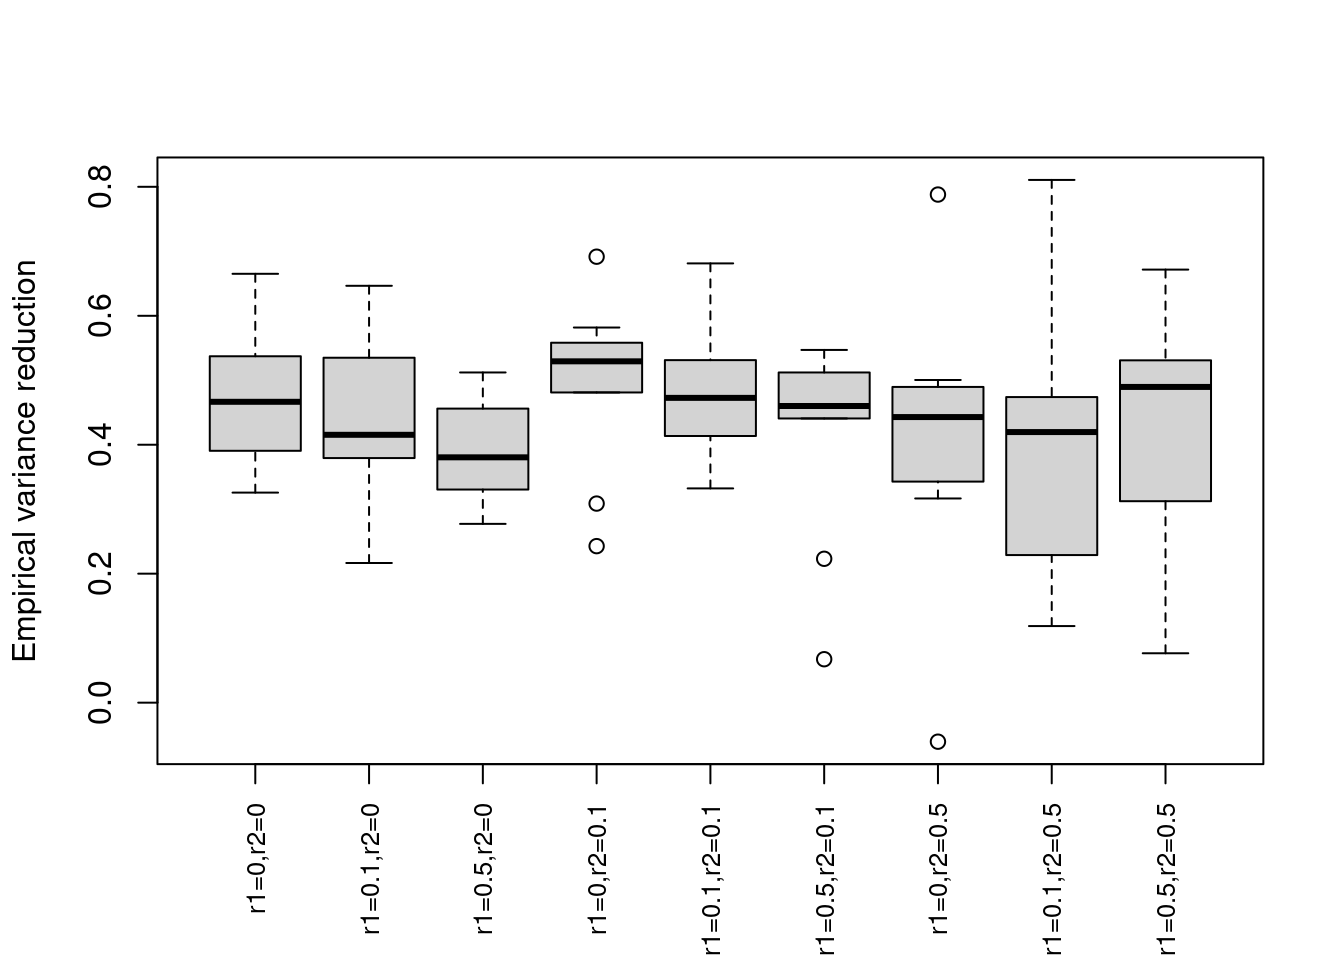 Empirical variance reduction
0.8
0.6
0.4
0.2
0.0
r1=0,r2=0
r1=0.1,r2=0
r1=0.5,r2=0
r1=0,r2=0.1
r1=0.1,r2=0.1
r1=0.5,r2=0.1
r1=0,r2=0.5
r1=0.1,r2=0.5
r1=0.5,r2=0.5